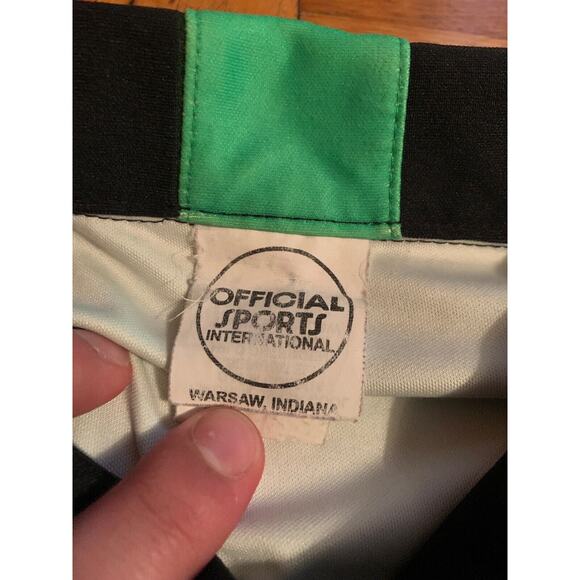 OFFICIAL
SPORTS
INTERNATIONAL
WARSAW, INDIANA